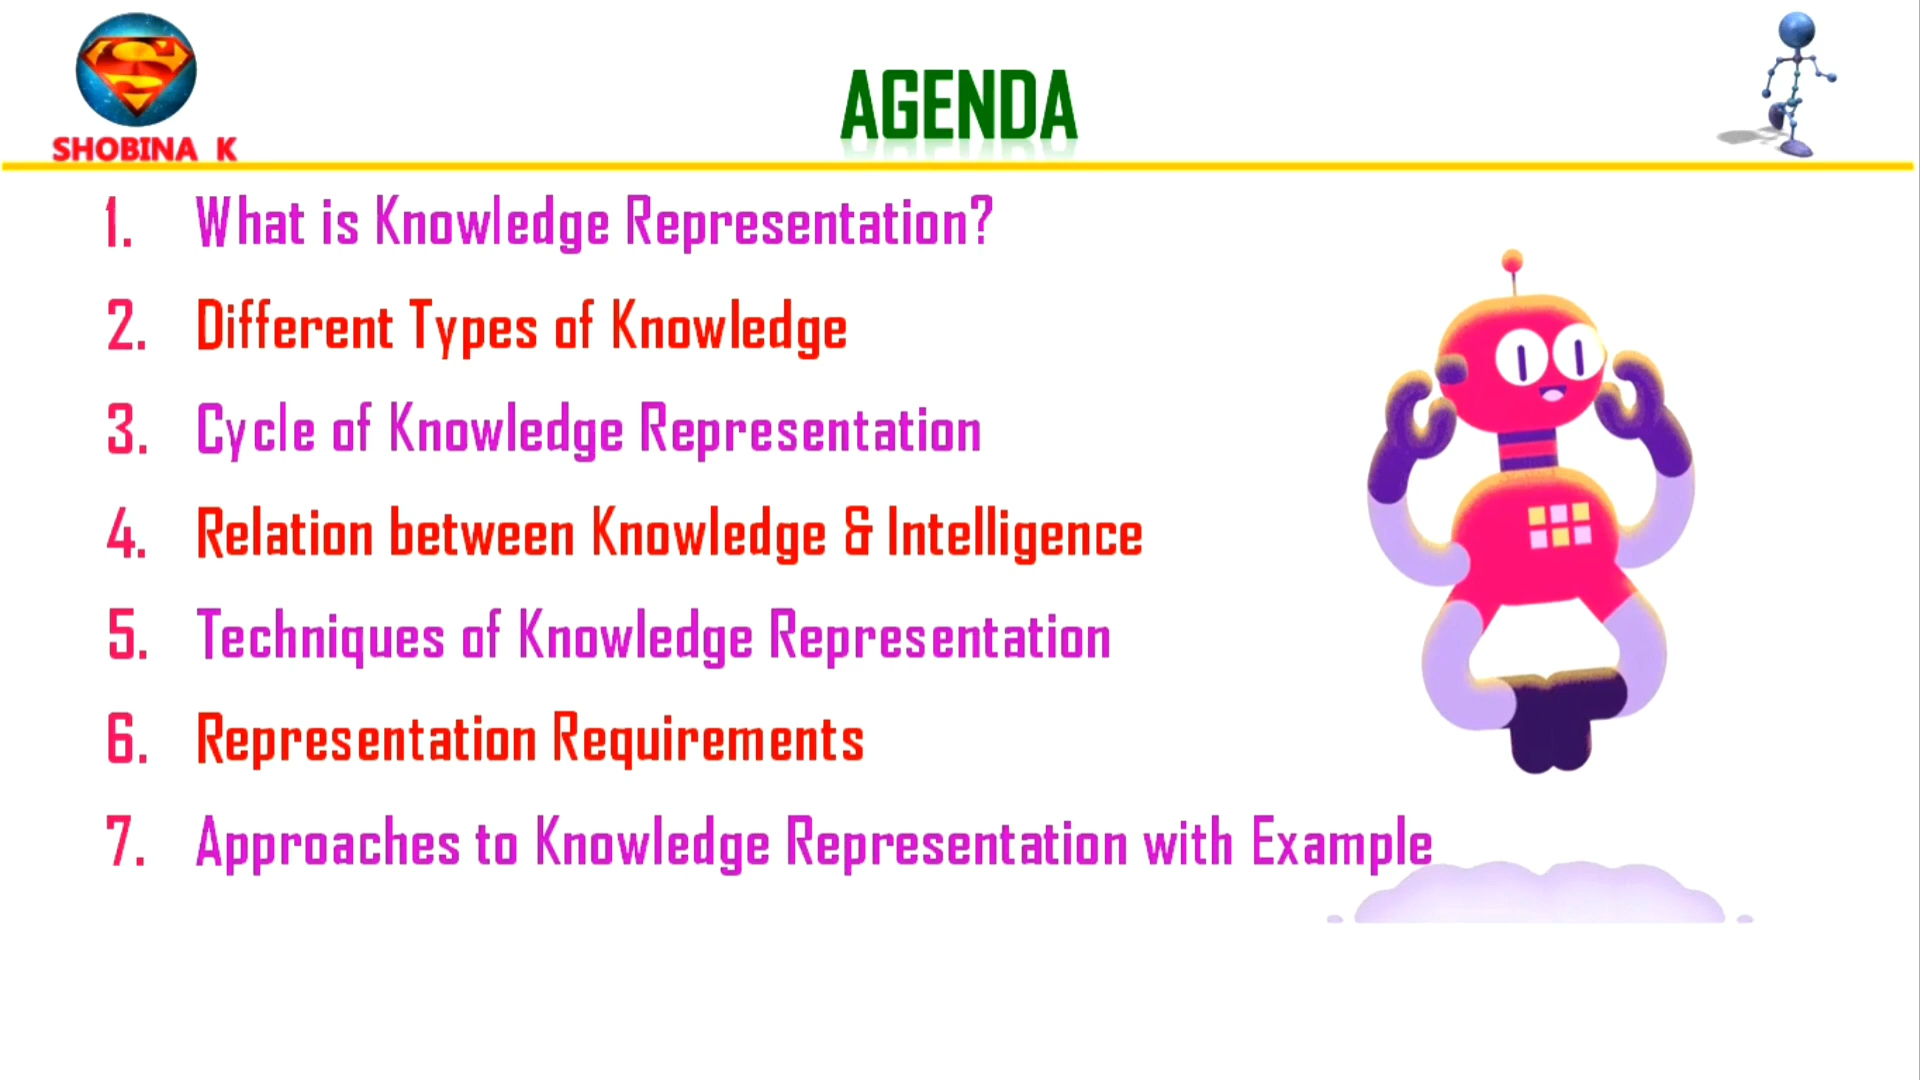 SHOBINA K
AGENDA
1. What is Knowledge Representation?
2. Different Types of Knowledge
3. Cycle of Knowledge Representation
4. Relation between Knowledge & Intelligence
5. Techniques of Knowledge Representation
6. Representation Requirements
7. Approaches to Knowledge Representation with Example